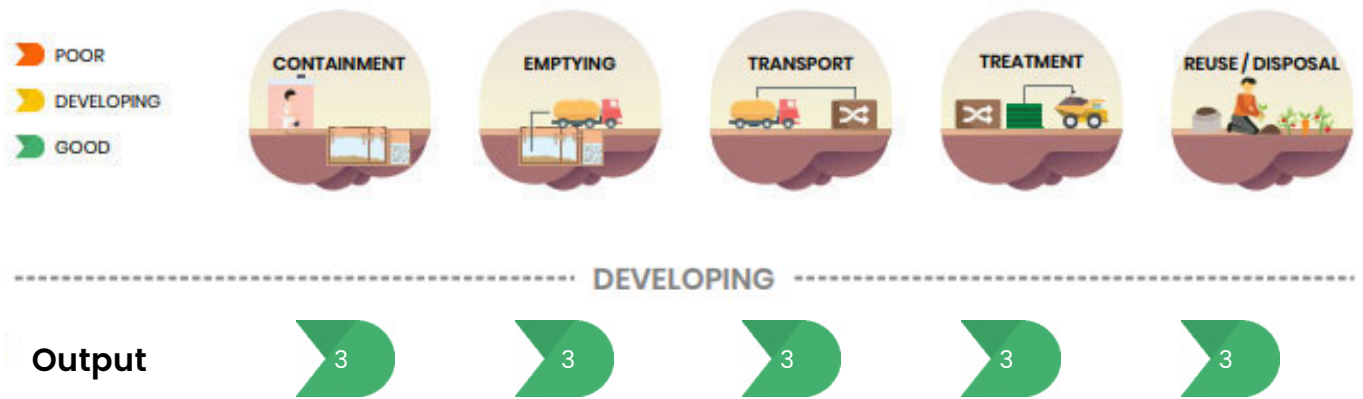 POOR
DEVELOPING
GOOD
CONTAINMENT
EMPTYING
TRANSPORT
TREATMENT
REUSE / DISPOSAL
DEVELOPING
Output 3 3 3 3 3